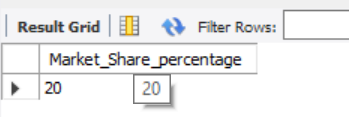 Result Grid Filter Rows:
Market_Share_percentage
20 20